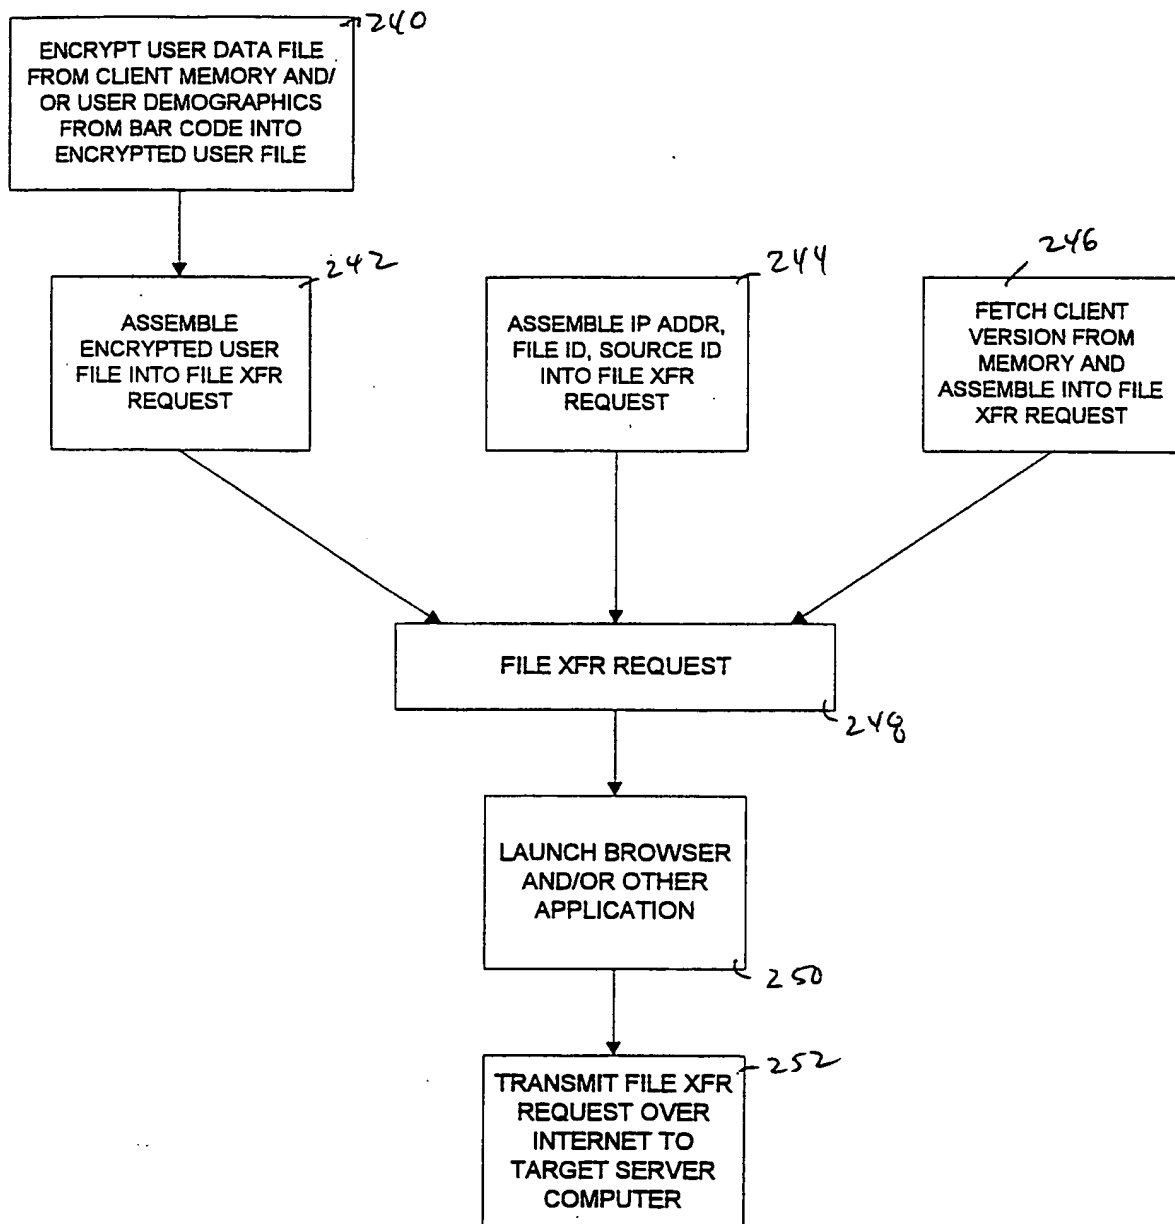 240
ENCRYPT USER DATA FILE
FROM CLIENT MEMORY AND/
OR USER DEMOGRAPHICS
FROM BAR CODE INTO
ENCRYPTED USER FILE
242
ASSEMBLE
ENCRYPTED USER
FILE INTO FILE XFR
REQUEST
244
ASSEMBLE IP ADDR,
FILE ID, SOURCE ID
INTO FILE XFR
REQUEST
246
FETCH CLIENT
VERSION FROM
MEMORY AND
ASSEMBLE INTO FILE
XFR REQUEST
FILE XFR REQUEST
248
LAUNCH BROWSER
AND/OR OTHER
APPLICATION
250
252
TRANSMIT FILE XFR
REQUEST OVER
INTERNET TO
TARGET SERVER
COMPUTER